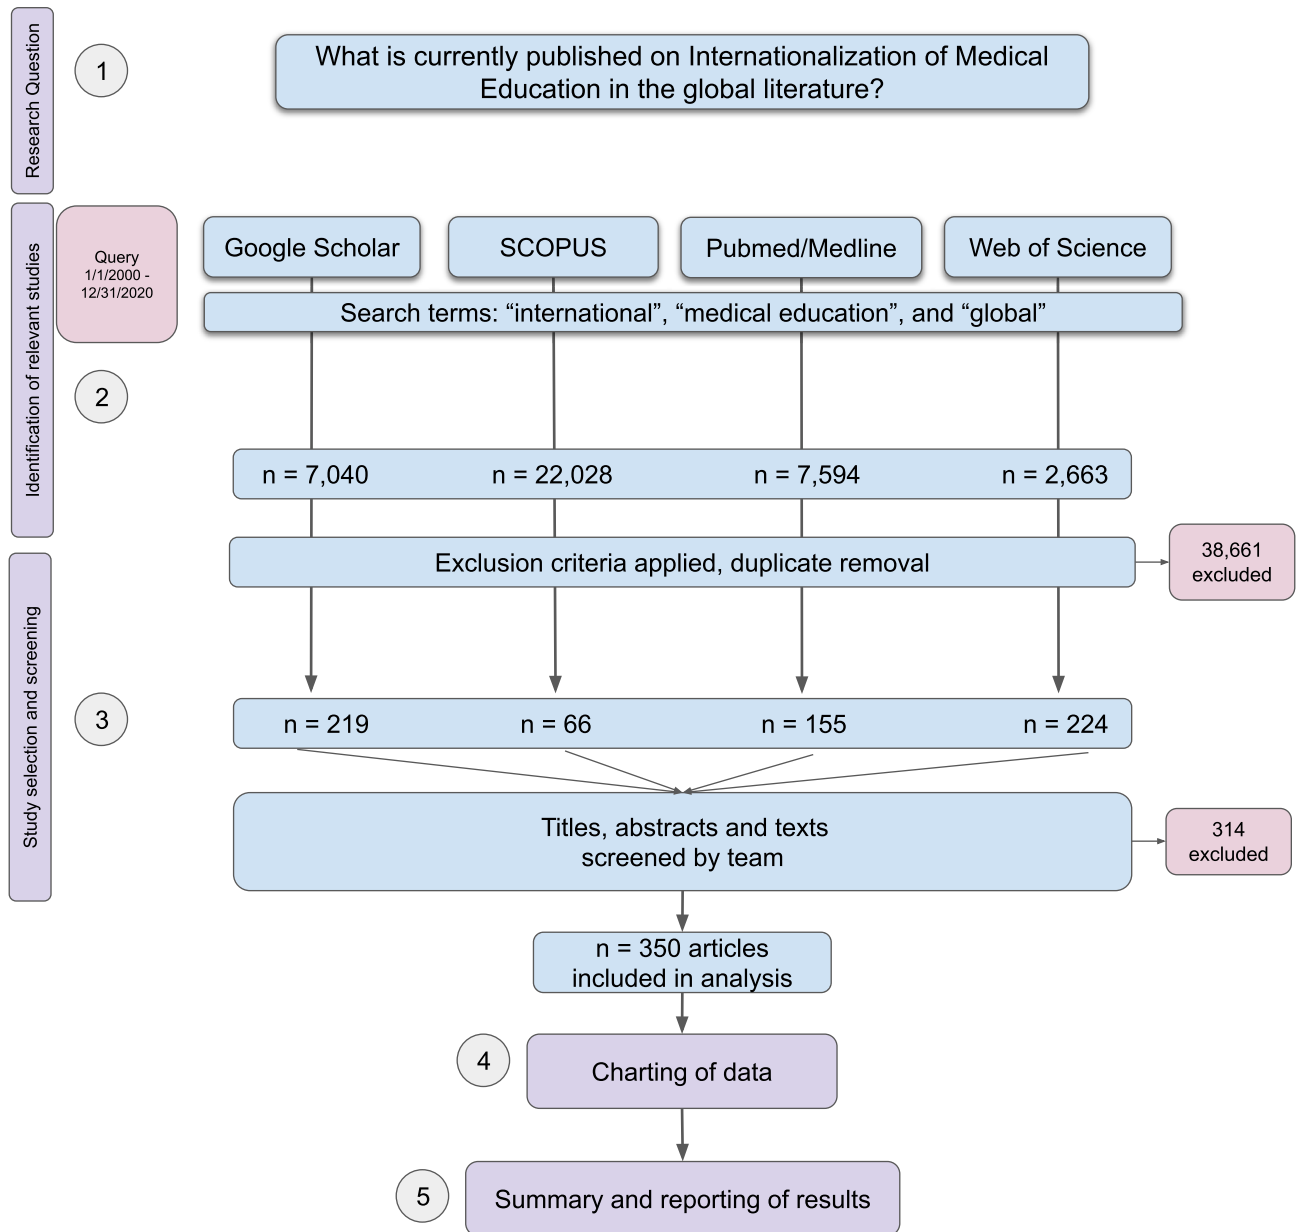 Research Question
1
What is currently published on Internationalization of Medical
Education in the global literature?
Identification of relevant studies
Query
1/1/2000 -
12/31/2020
Google Scholar
SCOPUS
Pubmed/Medline
Web of Science
Search terms: “international”, “medical education”, and “global”
2
n = 7,040
n = 22,028
n = 7,594
n = 2,663
Exclusion criteria applied, duplicate removal
38,661
excluded
Study selection and screening
3
n = 219
n = 66
n = 155
n = 224
Titles, abstracts and texts
screened by team
314
excluded
n = 350 articles
included in analysis
4
Charting of data
5
Summary and reporting of results